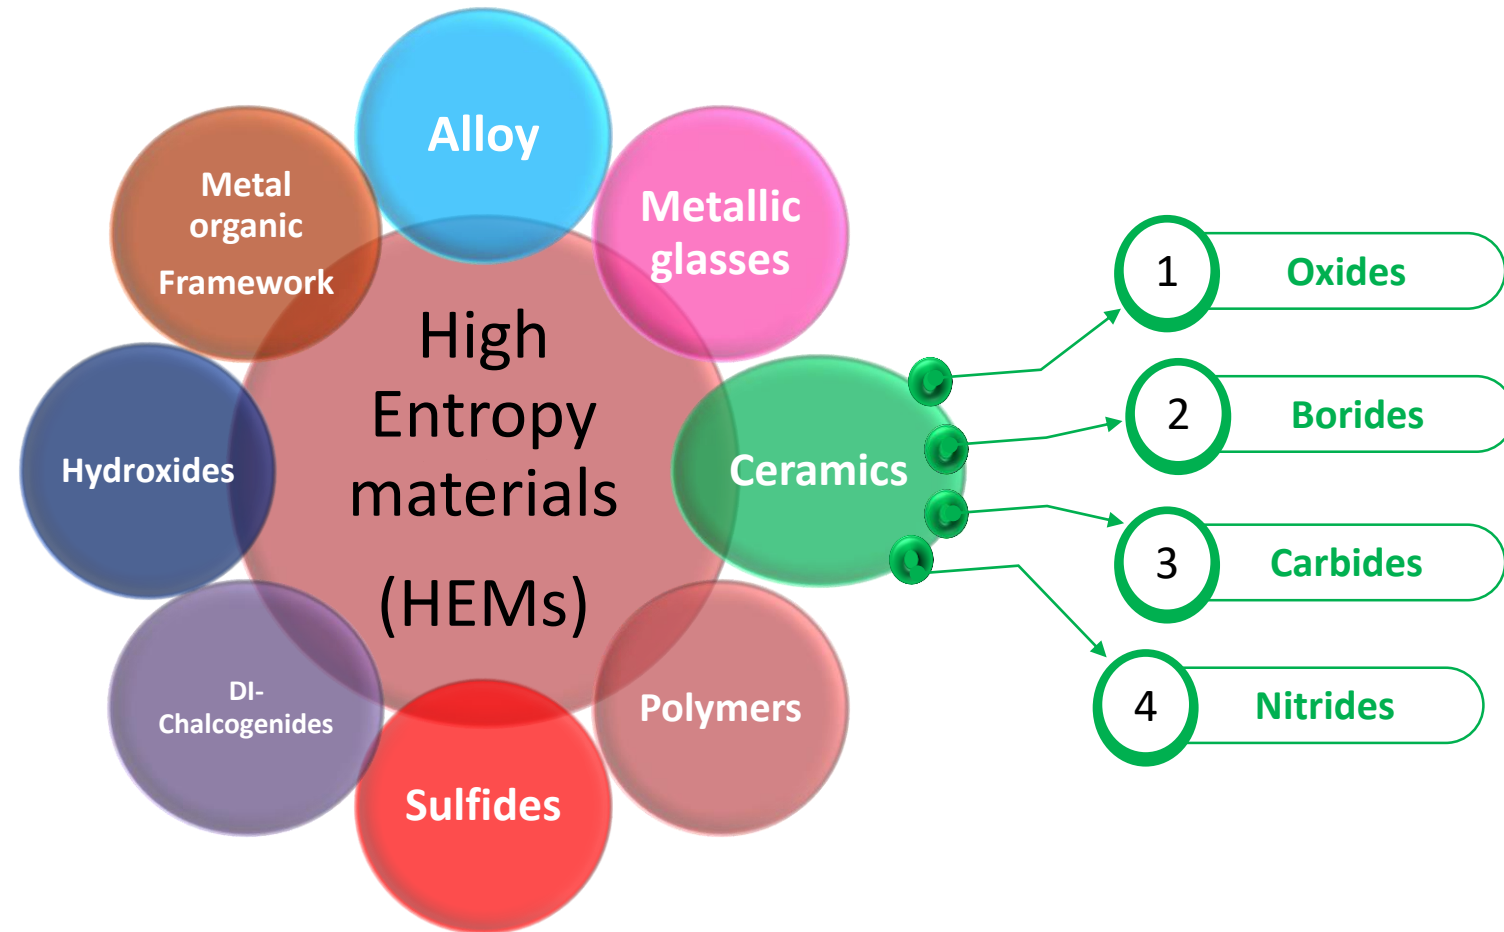 High
Entropy
materials
(HEMs)
Alloy
Metallic
glasses
Ceramics
Polymers
Sulfides
DI-
Chalcogenides
Hydroxides
Metal
organic
Framework
1
Oxides
2
Borides
3
Carbides
4
Nitrides